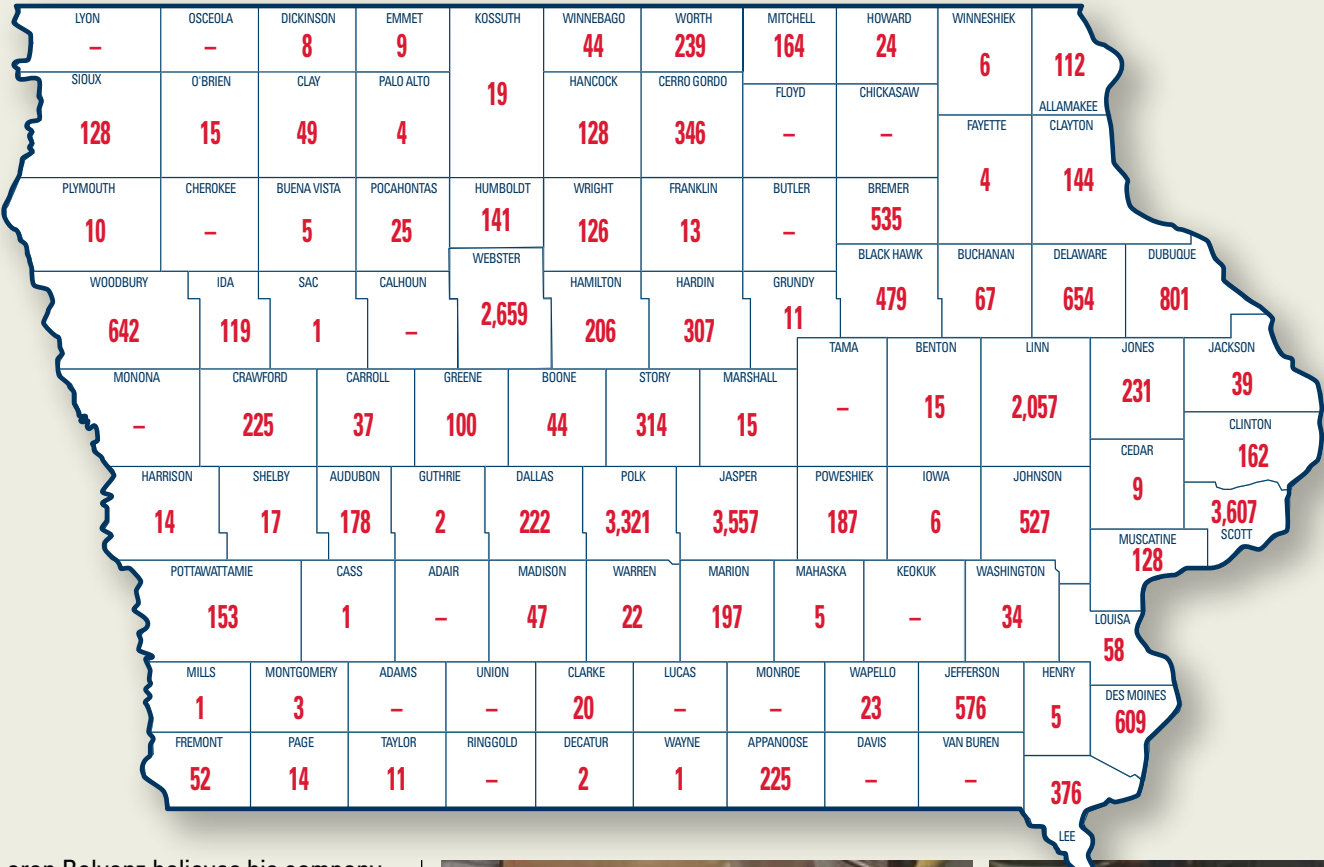 LYON OSCEOLA DICKINSON EMMET KOSSUTH WINNEBAGO WORTH MITCHELL HOWARD WINNESHIEK
– – 8 9 19 44 239 164 24 6 112
ALLAMAKEE
SIOUX O'BRIEN CLAY PALO ALTO HANCOCK CERRO GORDO FLOYD CHICKASAW FAYETTE CLAYTON
128 15 49 4 128 346 – – 4 144
PLYMOUTH CHEROKEE BUENA VISTA POCAHONTAS HUMBOLDT WRIGHT FRANKLIN BUTLER BREMER
10 – 5 25 141 126 13 – 535
WOODBURY IDA SAC CALHOUN WEBSTER HAMILTON HARDIN GRUNDY BLACK HAWK BUCHANAN DELAWARE DUBUQUE
642 119 1 – 2,659 206 307 11 479 67 654 801
MONONA CRAWFORD CARROLL GREENE BOONE STORY MARSHALL TAMA BENTON LINN JONES JACKSON
– 225 37 100 44 314 15 – 15 2,057 231 39
CLINTON
162
HARRISON SHELBY AUDUBON GUTHRIE DALLAS POLK JASPER POWESHIEK IOWA JOHNSON CEDAR
14 17 178 2 222 3,321 3,557 187 6 527 9 3,607
SCOTT
POTTAWATTAMIE CASS ADAIR MADISON WARREN MARION MAHASKA KEOKUK WASHINGTON MUSCATINE
153 1 – 47 22 197 5 – 34 128
LOUISA
58
MILLS MONTGOMERY ADAMS UNION CLARKE LUCAS MONROE WAPELLO JEFFERSON HENRY DES MOINES
1 3 – – 20 – – 23 576 5 609
FREMONT PAGE TAYLOR RINGGOLD DECATUR WAYNE APPANOOSE DAVIS VAN BUREN
52 14 11 – 2 1 225 – – 376
LEE
believes his company